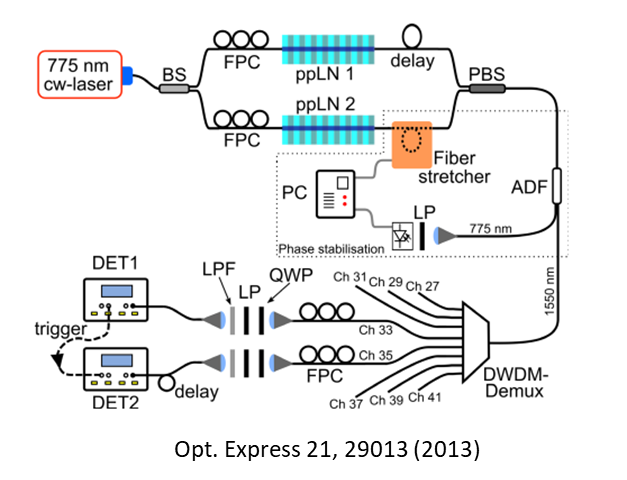 775 nm
cw-laser
BS
FPC
ppLN 1
delay
PBS
ppLN 2
FPC
Fiber
stretcher
ADF
PC
LP
775 nm
Phase stabilisation
1550 nm
DET1
LPF
LP
QWP
Ch 31
Ch 29
Ch 27
trigger
Ch 33
Ch 35
FPC
DET2
delay
Ch 37
Ch 39
Ch 41
DWDM-
Demux
Opt. Express 21, 29013 (2013)